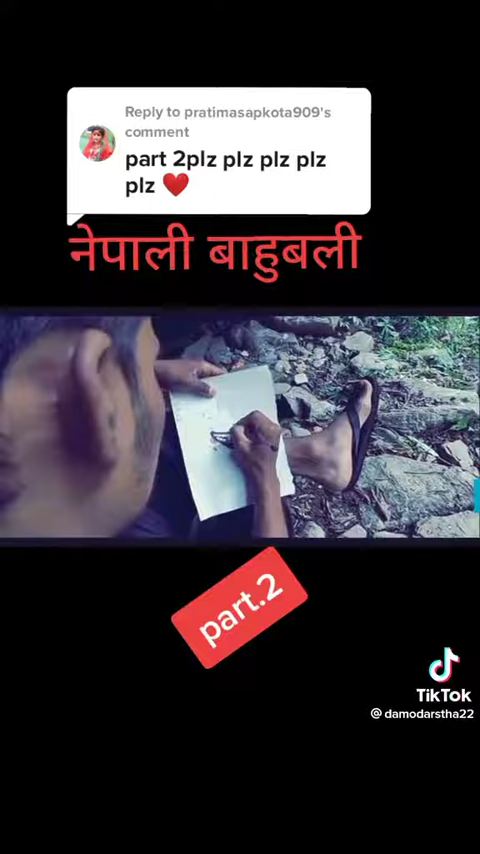 Reply to pratimasapkota909's
comment
part 2plz plz plz plz
plz ❤️
नेपाली बाहुबली
part.2
TikTok
@damodarstha22